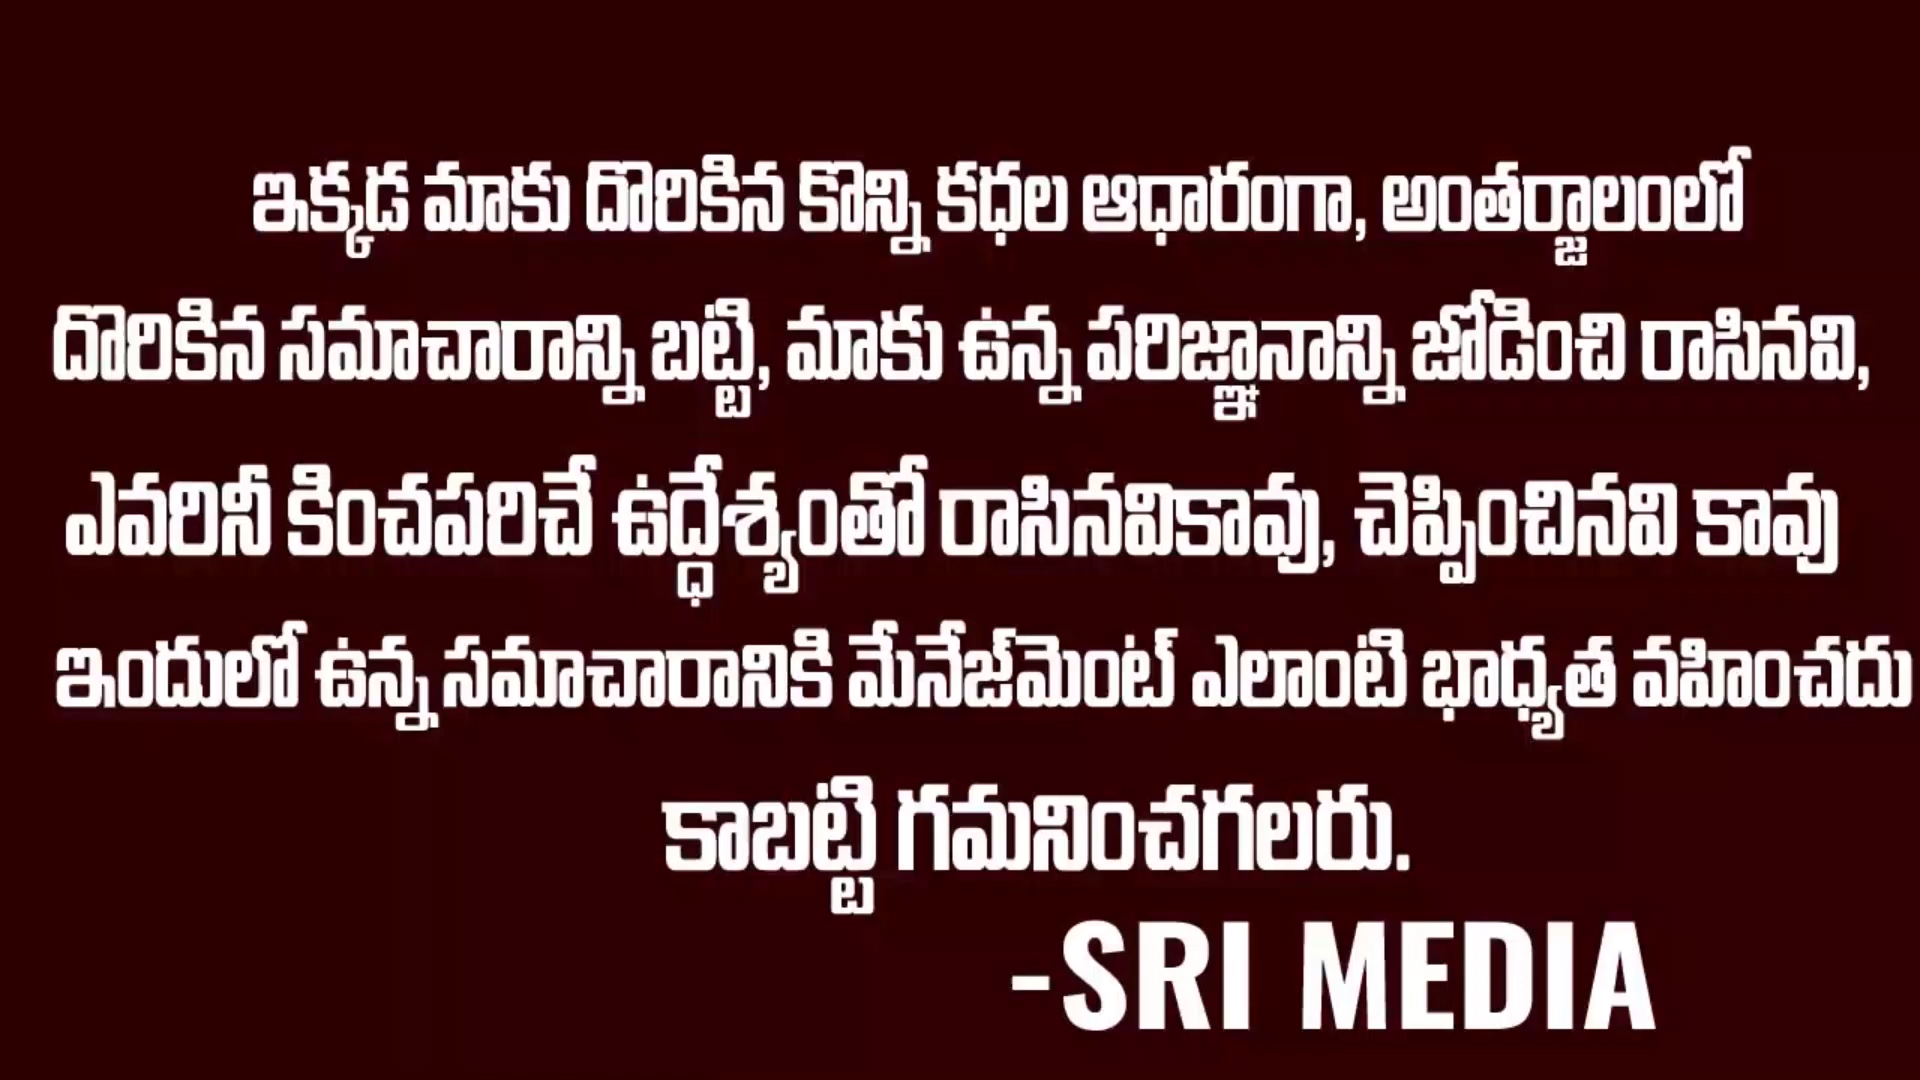 ఇక్కడ మాకు దొరికిన కొన్ని కధల ఆధారంగా, అంతర్జాలంలో
దొరికిన సమాచారాన్ని బట్టి, మాకు ఉన్న పరిజ్ఞానాన్ని జోడించి రాసినవి,
ఎవరినీ కించపరిచే ఉద్ధేశ్యంతో రాసినవికావు, చెప్పించినవి కావు
ఇందులో ఉన్న సమాచారానికి మేనేజ్‌మెంట్ ఎలాంటి భాధ్యత వహించదు
కాబట్టి గమనించగలరు.
-SRI MEDIA